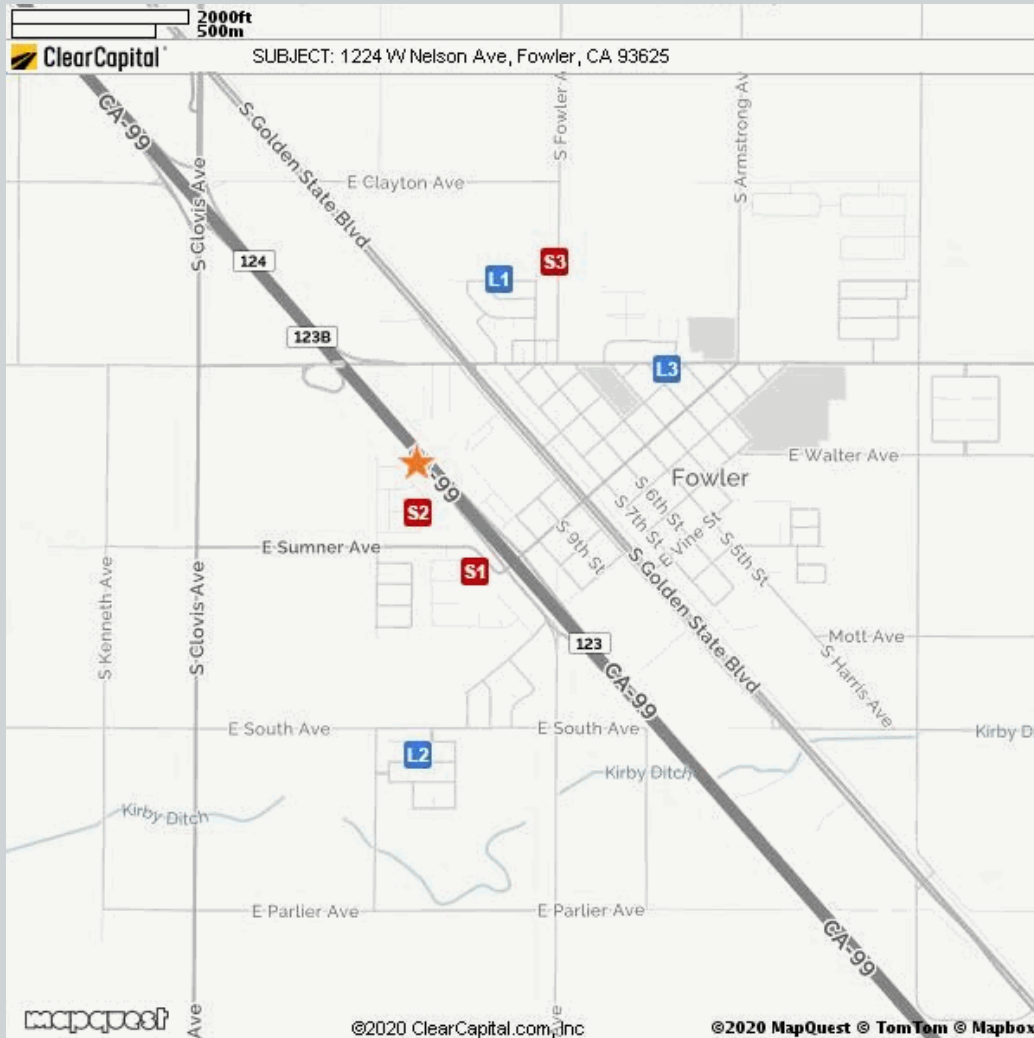 2000ft
500m
ClearCapital
SUBJECT: 1224 W Nelson Ave, Fowler, CA 93625
CA-99
S Golden State Blvd
S Fowler A
S Armstrong Av
S Clovis Ave
E Clayton Ave
124
L1
S3
123B
L3
-99
E Walter Ave
Fowler
S2
S 6th St
S 7th St
E Vine St
S 5th St
S 9th St
E Sumner Ave
S1
S Kenneth Ave
S Clovis Ave
S Golden State Blvd
123
Mott Ave
S Harris Ave
CA-99
E South Ave
E South Ave
Kirby D
L2
Kirby Ditch
Kirby Ditch
E Parlier Ave
E Parlier Ave
CA-99
Ave
ve
mapquest
©2020 ClearCapital.com, Inc
©2020 MapQuest © TomTom © Mapbox